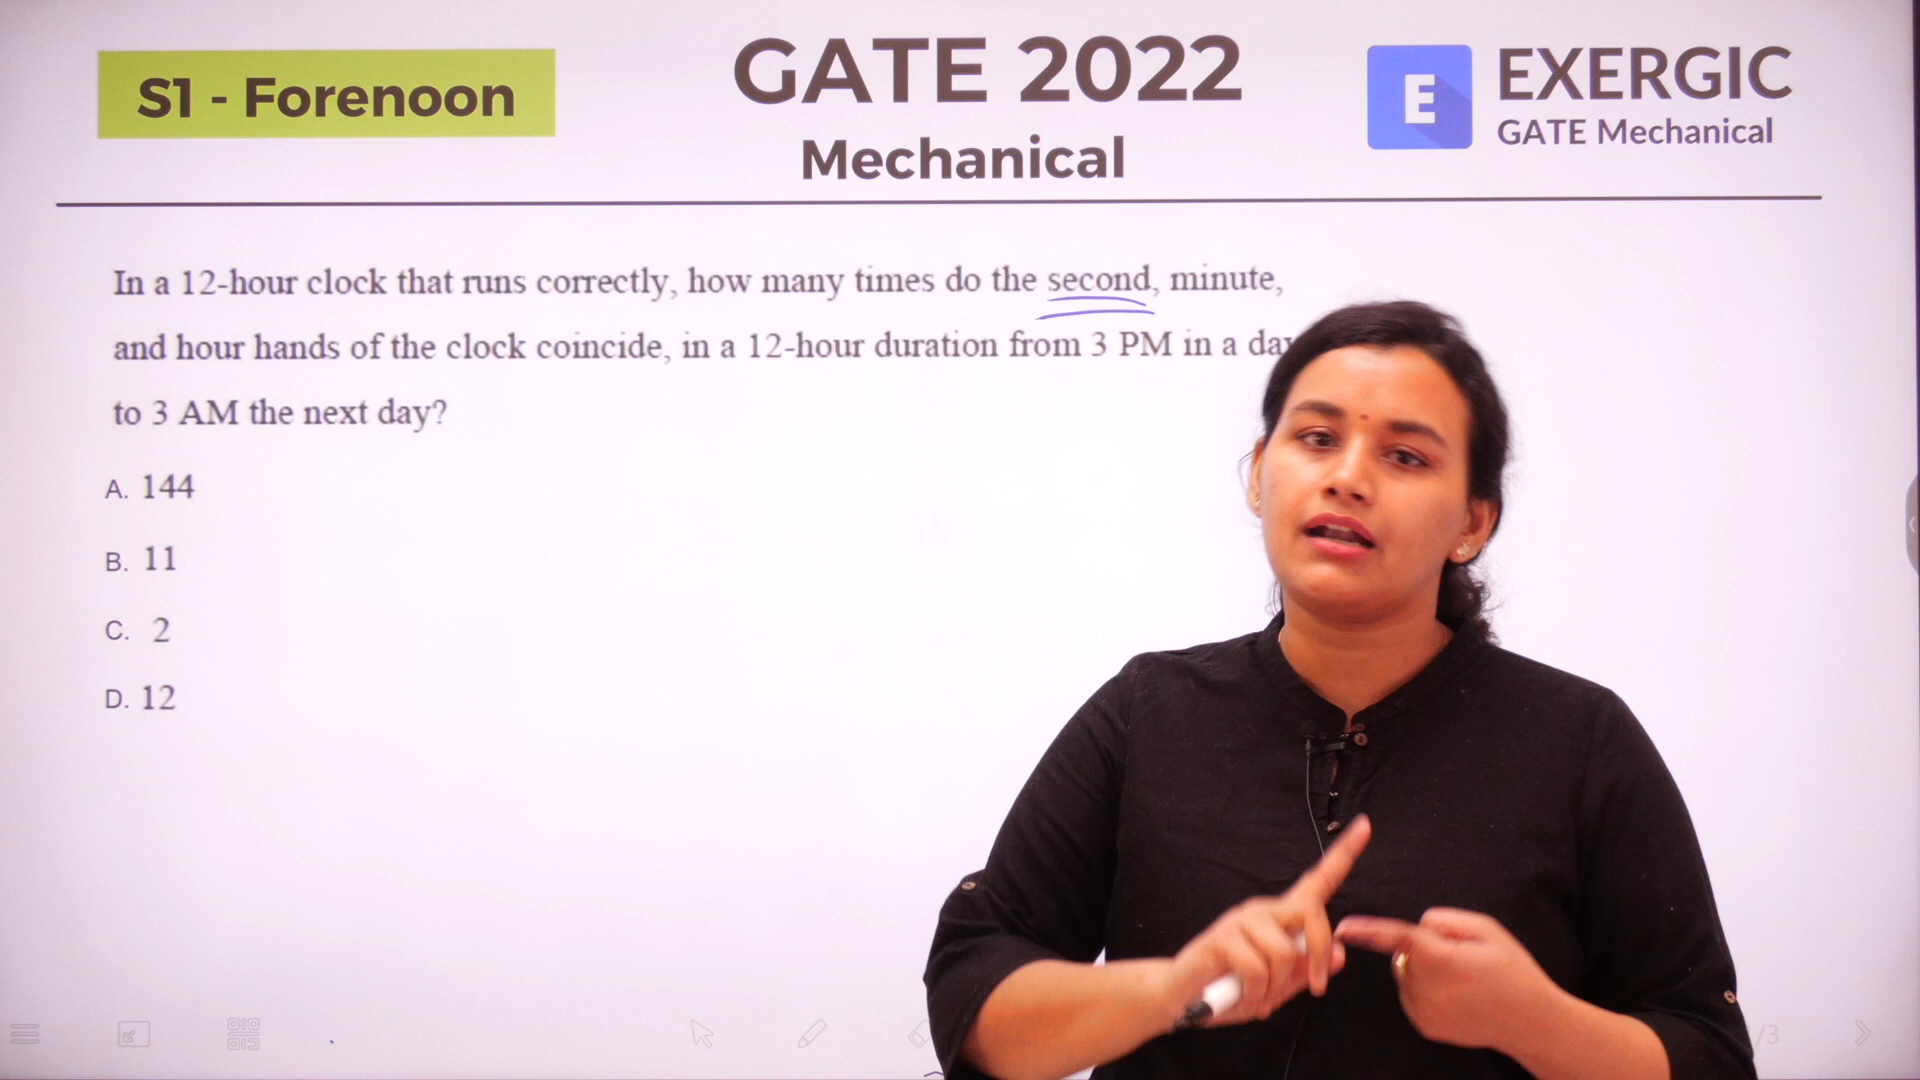 S1 - Forenoon
GATE 2022
Mechanical
E
EXERGIC
GATE Mechanical
In a 12-hour clock that runs correctly, how many times do the second, minute,
and hour hands of the clock coincide, in a 12-hour duration from 3 PM in a day
to 3 AM the next day?
A. 144
B. 11
C. 2
D. 12
/3